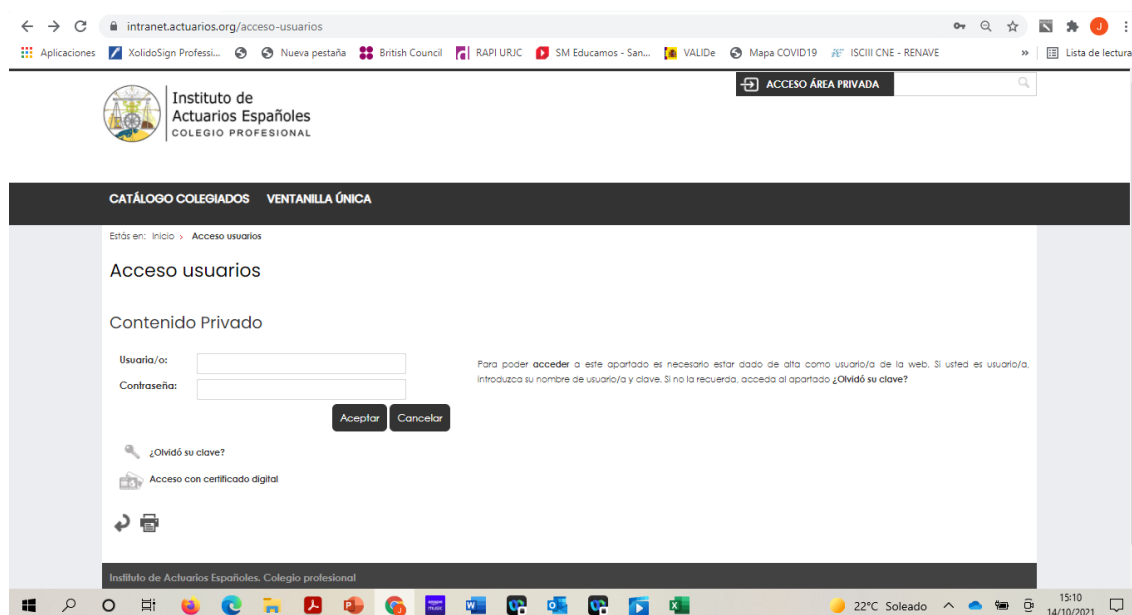 intranet.actuarios.org/acceso-usuarios
Aplicaciones XolidoSign Professi... Nueva pestaña British Council RAPI URJC SM Educamos - San... VALIDe Mapa COVID19 ISCIII CNE - RENAVE » Lista de lectura
ACCESO ÁREA PRIVADA
Instituto de
Actuarios Españoles
COLEGIO PROFESIONAL
CATÁLOGO COLEGIADOS VENTANILLA ÚNICA
Estás en: Inicio > Acceso usuarios
Acceso usuarios
Contenido Privado
Usuaria/o:
Contraseña:
Aceptar Cancelar
Para poder acceder a este apartado es necesario estar dado de alta como usuario/a de la web. Si usted es usuario/a,
introduzca su nombre de usuario/a y clave. Si no la recuerda, acceda al apartado ¿Olvidó su clave?
¿Olvidó su clave?
Acceso con certificado digital
Instituto de Actuarios Españoles. Colegio profesional
22°C Soleado
15:10
14/10/2021